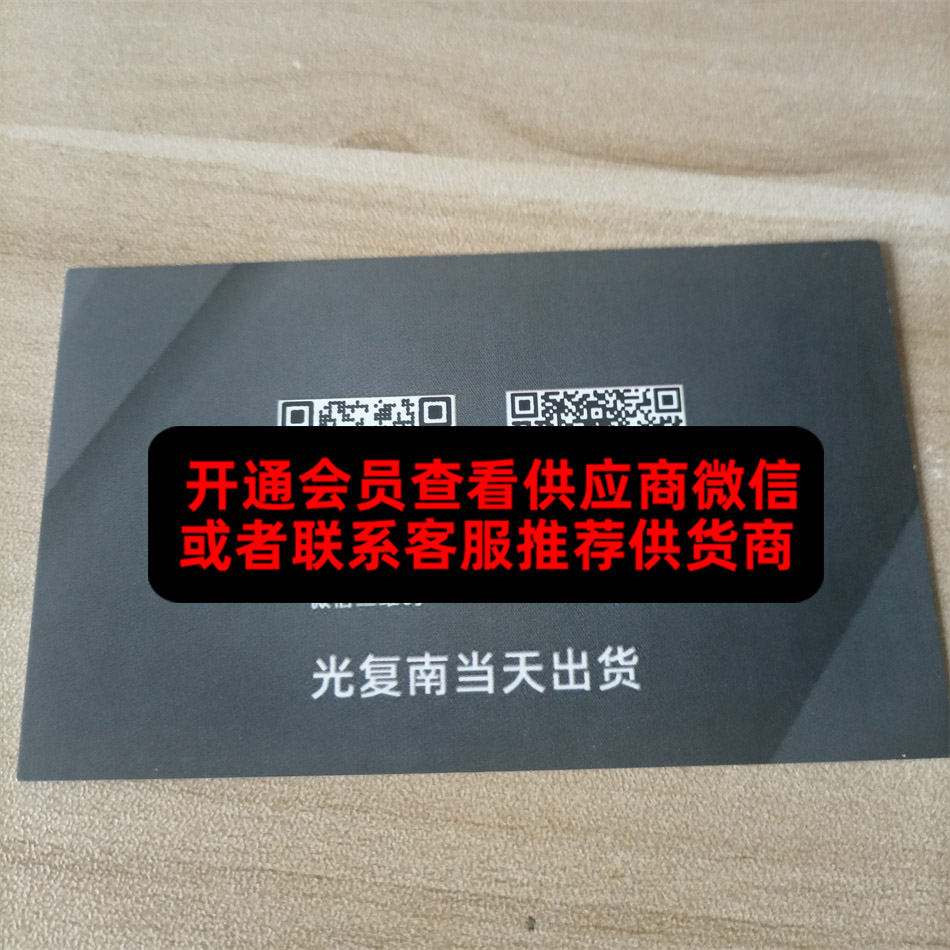 开通会员查看供应商微信
或者联系客服推荐供货商
光复南当天出货